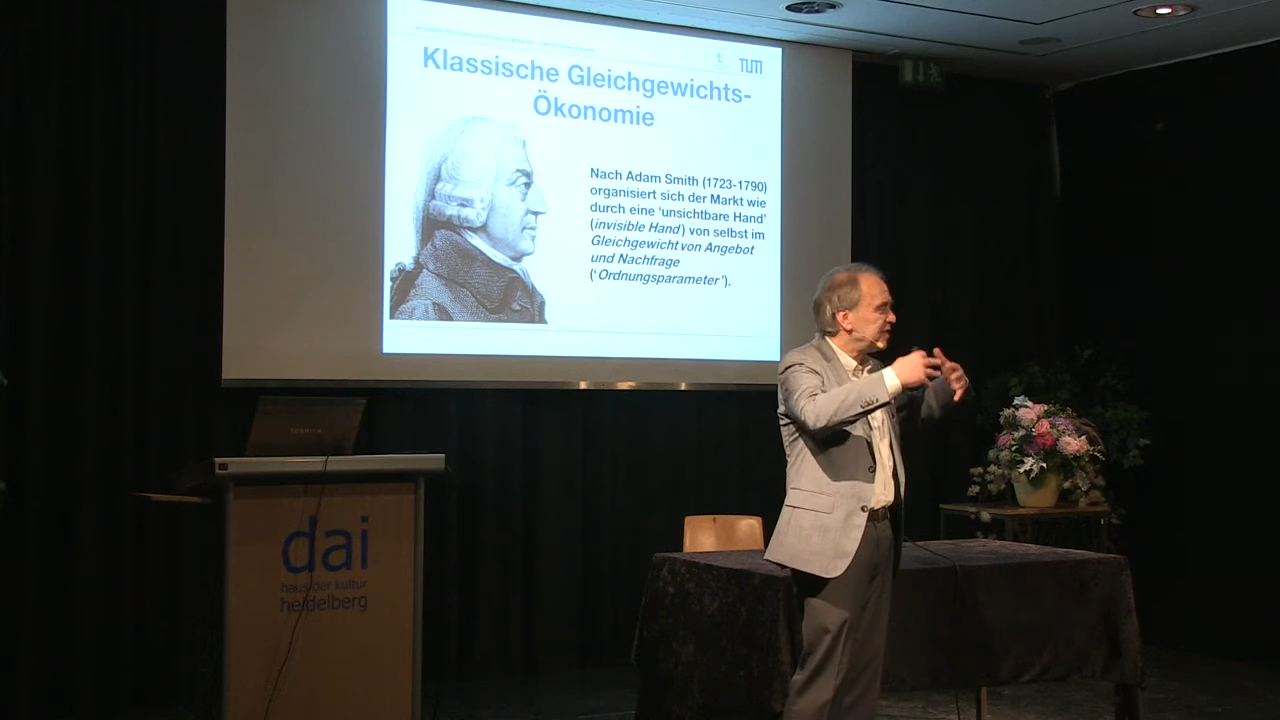 TUM
Klassische Gleichgewichts-
Ökonomie
Nach Adam Smith (1723-1790)
organisiert sich der Markt wie
durch eine ‘unsichtbare Hand’
(invisible Hand) von selbst im
Gleichgewicht von Angebot
und Nachfrage
(‘Ordnungsparameter’).
TOSHIBA
dai
haus der kultur
heidelberg